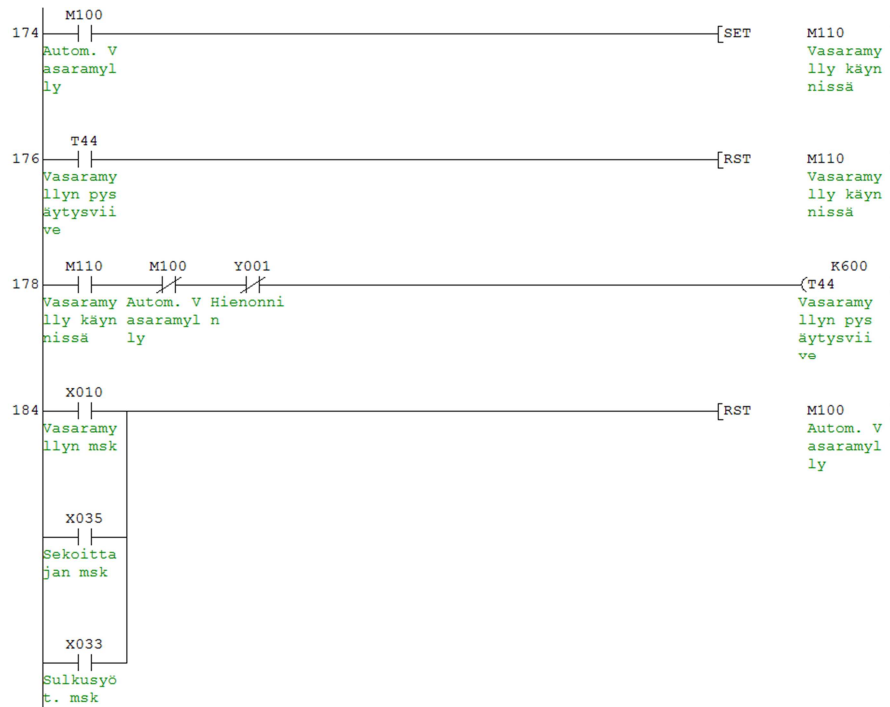 M100
174 [SET M110
Autom. V Vasaramy
asaramyl lly käyn
ly nissä
T44
176 [RST M110
Vasaramy Vasaramy
llyn pys lly käyn
äytysvii nissä
ve
M110 M100 Y001 K600
178 (T44
Vasaramy Autom. V Hienonni Vasaramy
lly käyn asaramyl n llyn pys
nissä ly äytysvii
ve
X010
184 [RST M100
Vasaramy Autom. V
llyn msk asaramyl
ly
X035
Sekoitta
jan msk
X033
Sulkusyö
t. msk